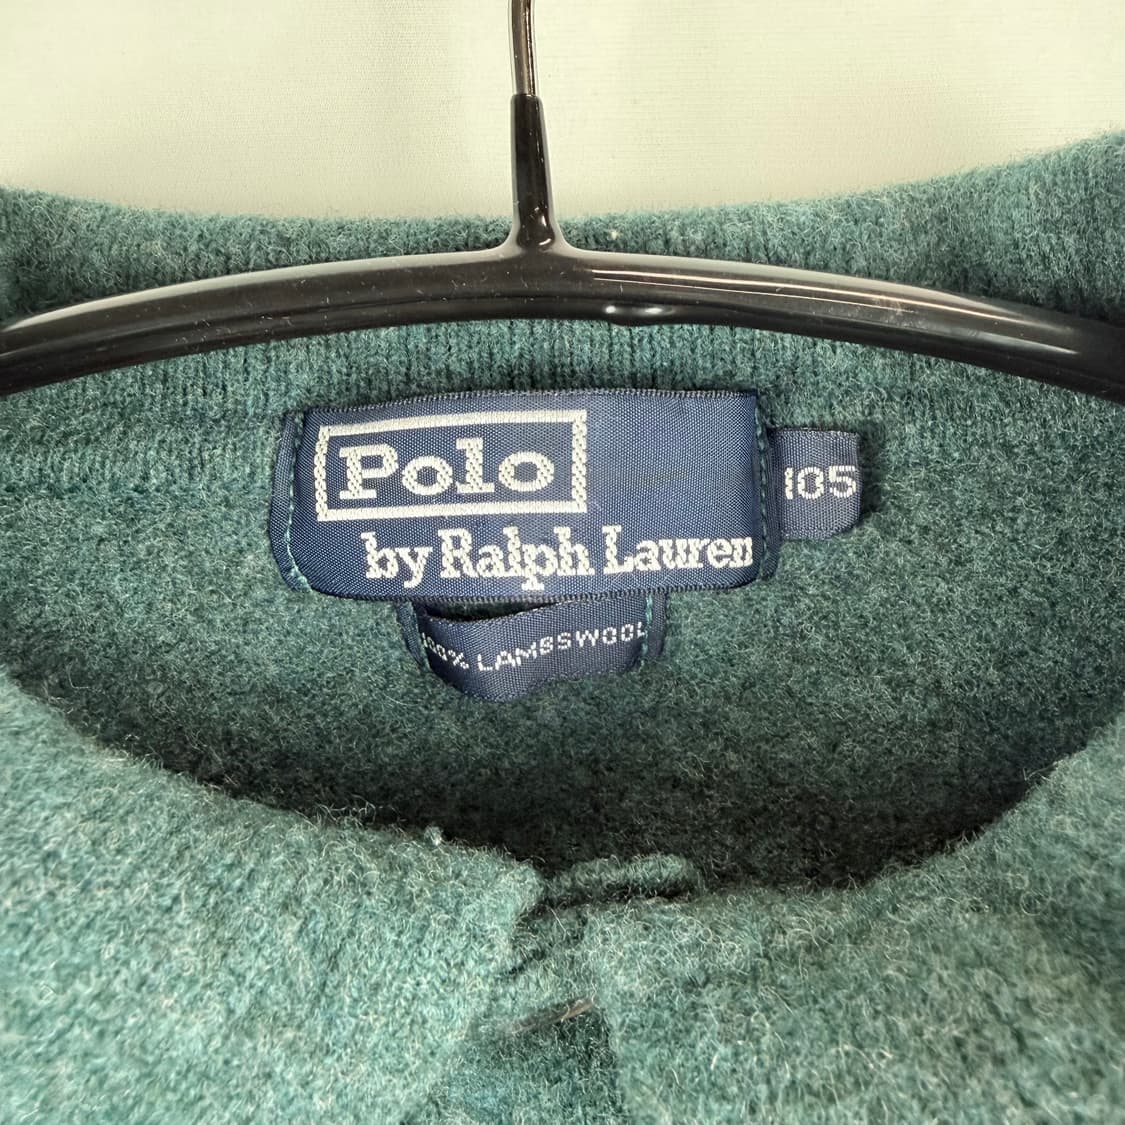 Polo
by Ralph Lauren
105
100% LAMBSWOOL